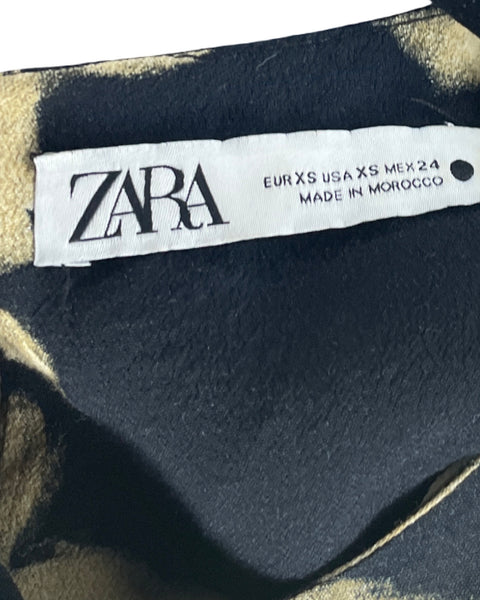 ZARA
EUR XS USA XS MEX 24
MADE IN MOROCCO